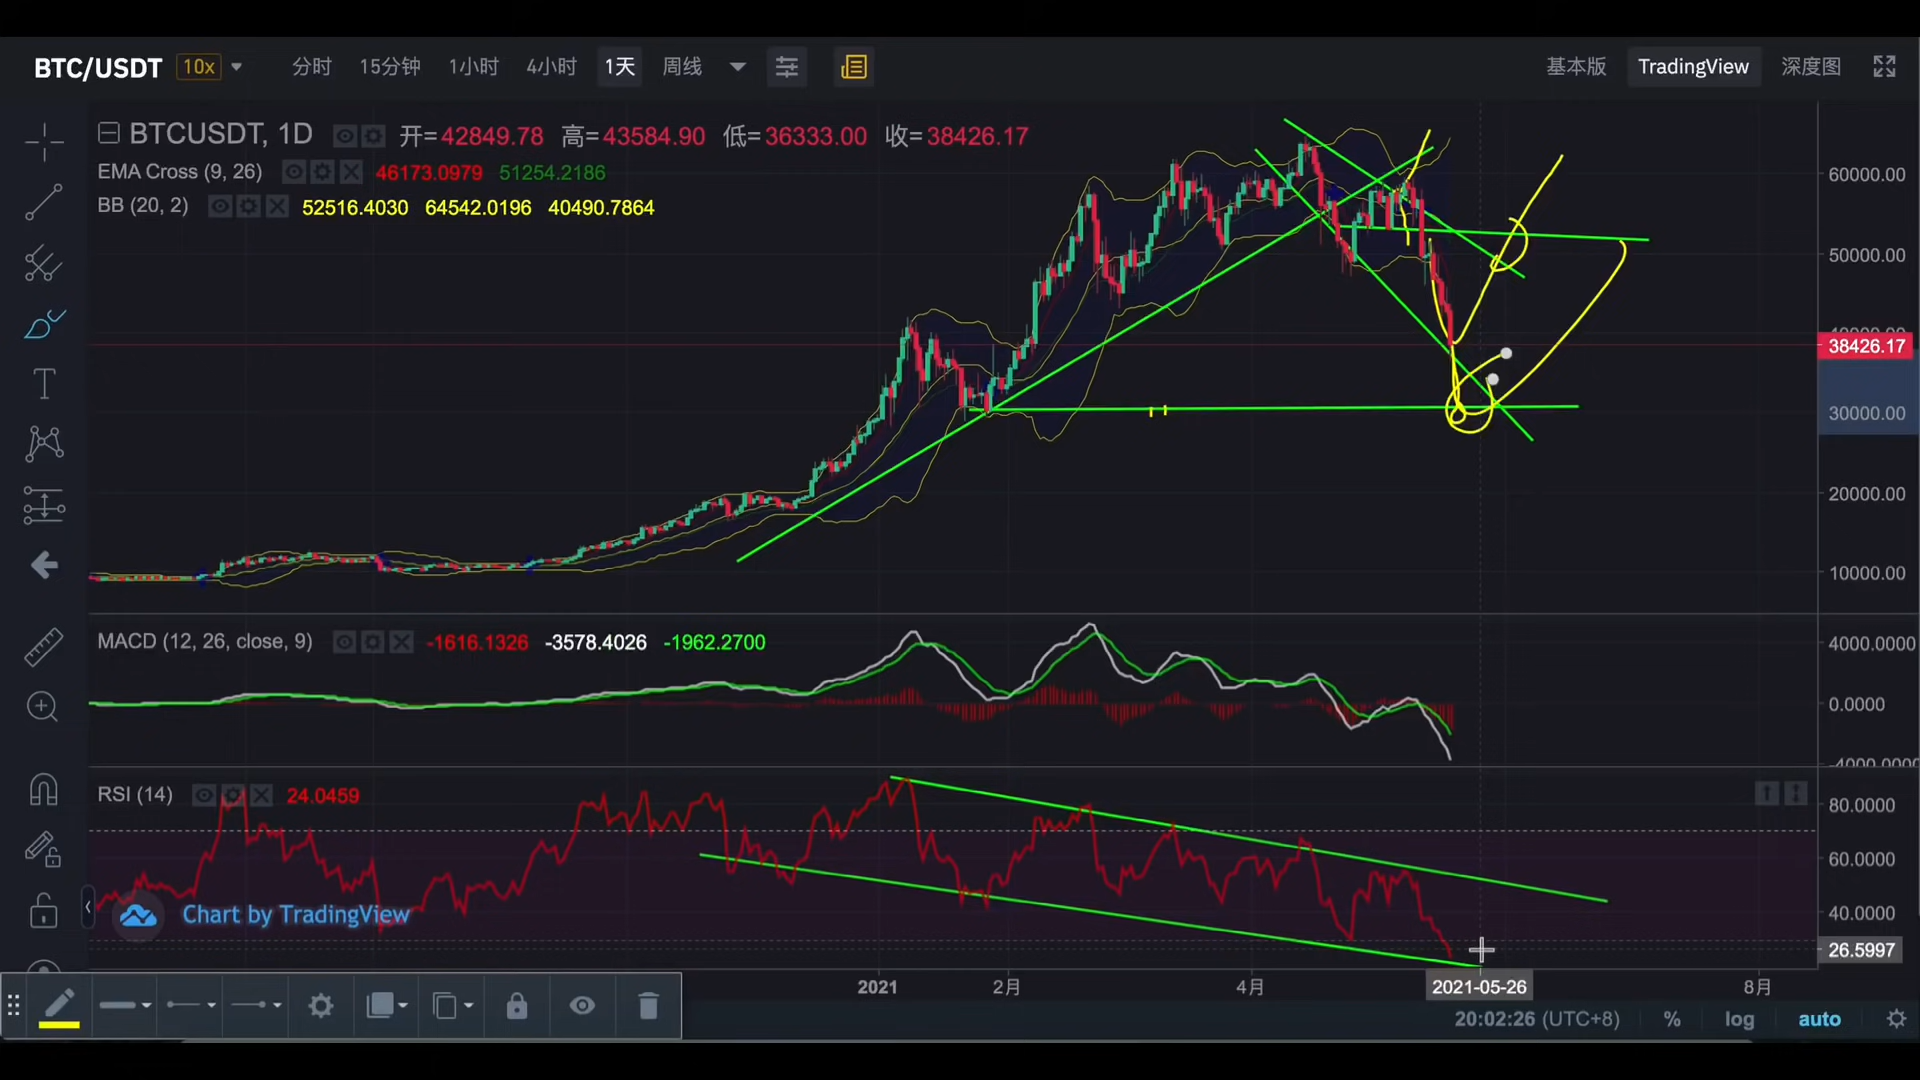 BTC/USDT 10x 分时 15分钟 1小时 4小时 1天 周线 基本版 TradingView 深度图
BTCUSDT, 1D 开=42849.78 高=43584.90 低=36333.00 收=38426.17
EMA Cross (9, 26) 46173.0979 51254.2186
BB (20, 2) 52516.4030 64542.0196 40490.7864
60000.00
50000.00
40000.00
38426.17
30000.00
20000.00
10000.00
MACD (12, 26, close, 9) -1616.1326 -3578.4026 -1962.2700
4000.0000
0.0000
-4000.0000
RSI (14) 24.0459
80.0000
60.0000
40.0000
Chart by TradingView
26.5997
2021 2月 4月 2021-05-26 8月
20:02:26 (UTC+8) % log auto